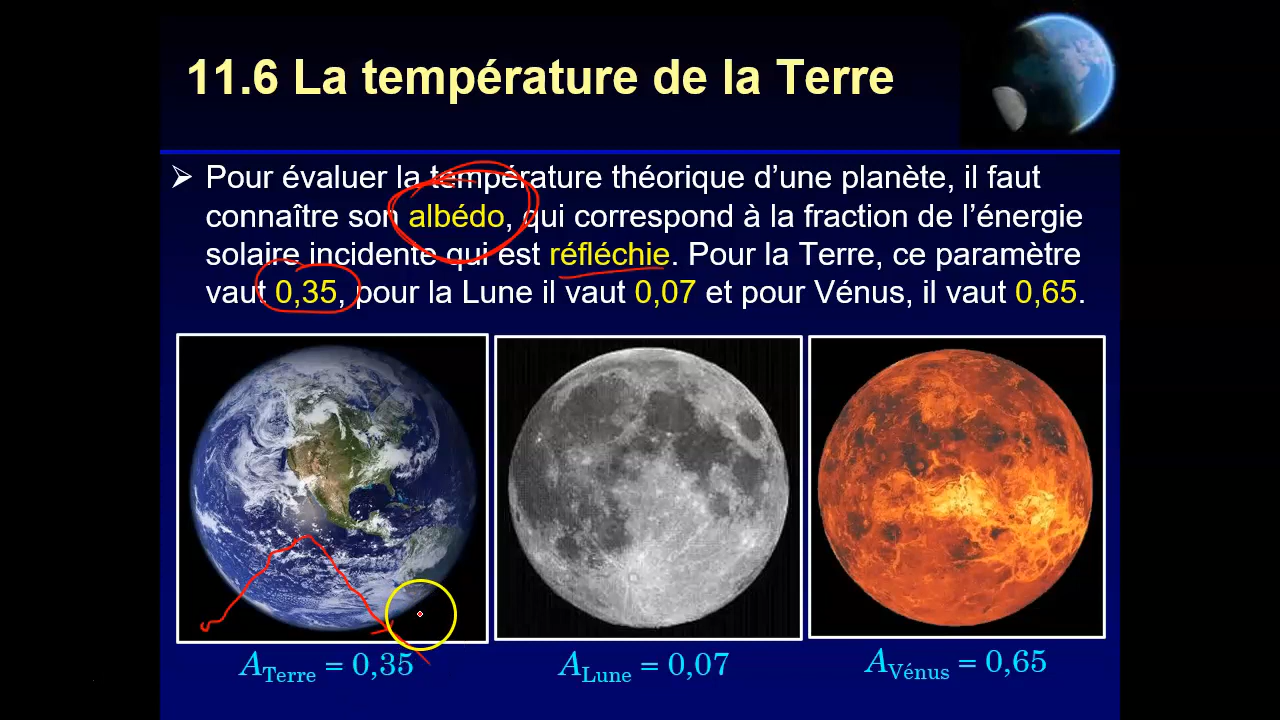 11.6 La température de la Terre
➢ Pour évaluer la température théorique d’une planète, il faut
connaître son albédo, qui correspond à la fraction de l’énergie
solaire incidente qui est réfléchie. Pour la Terre, ce paramètre
vaut 0,35, pour la Lune il vaut 0,07 et pour Vénus, il vaut 0,65.
A_Terre = 0,35
A_Lune = 0,07
A_Vénus = 0,65